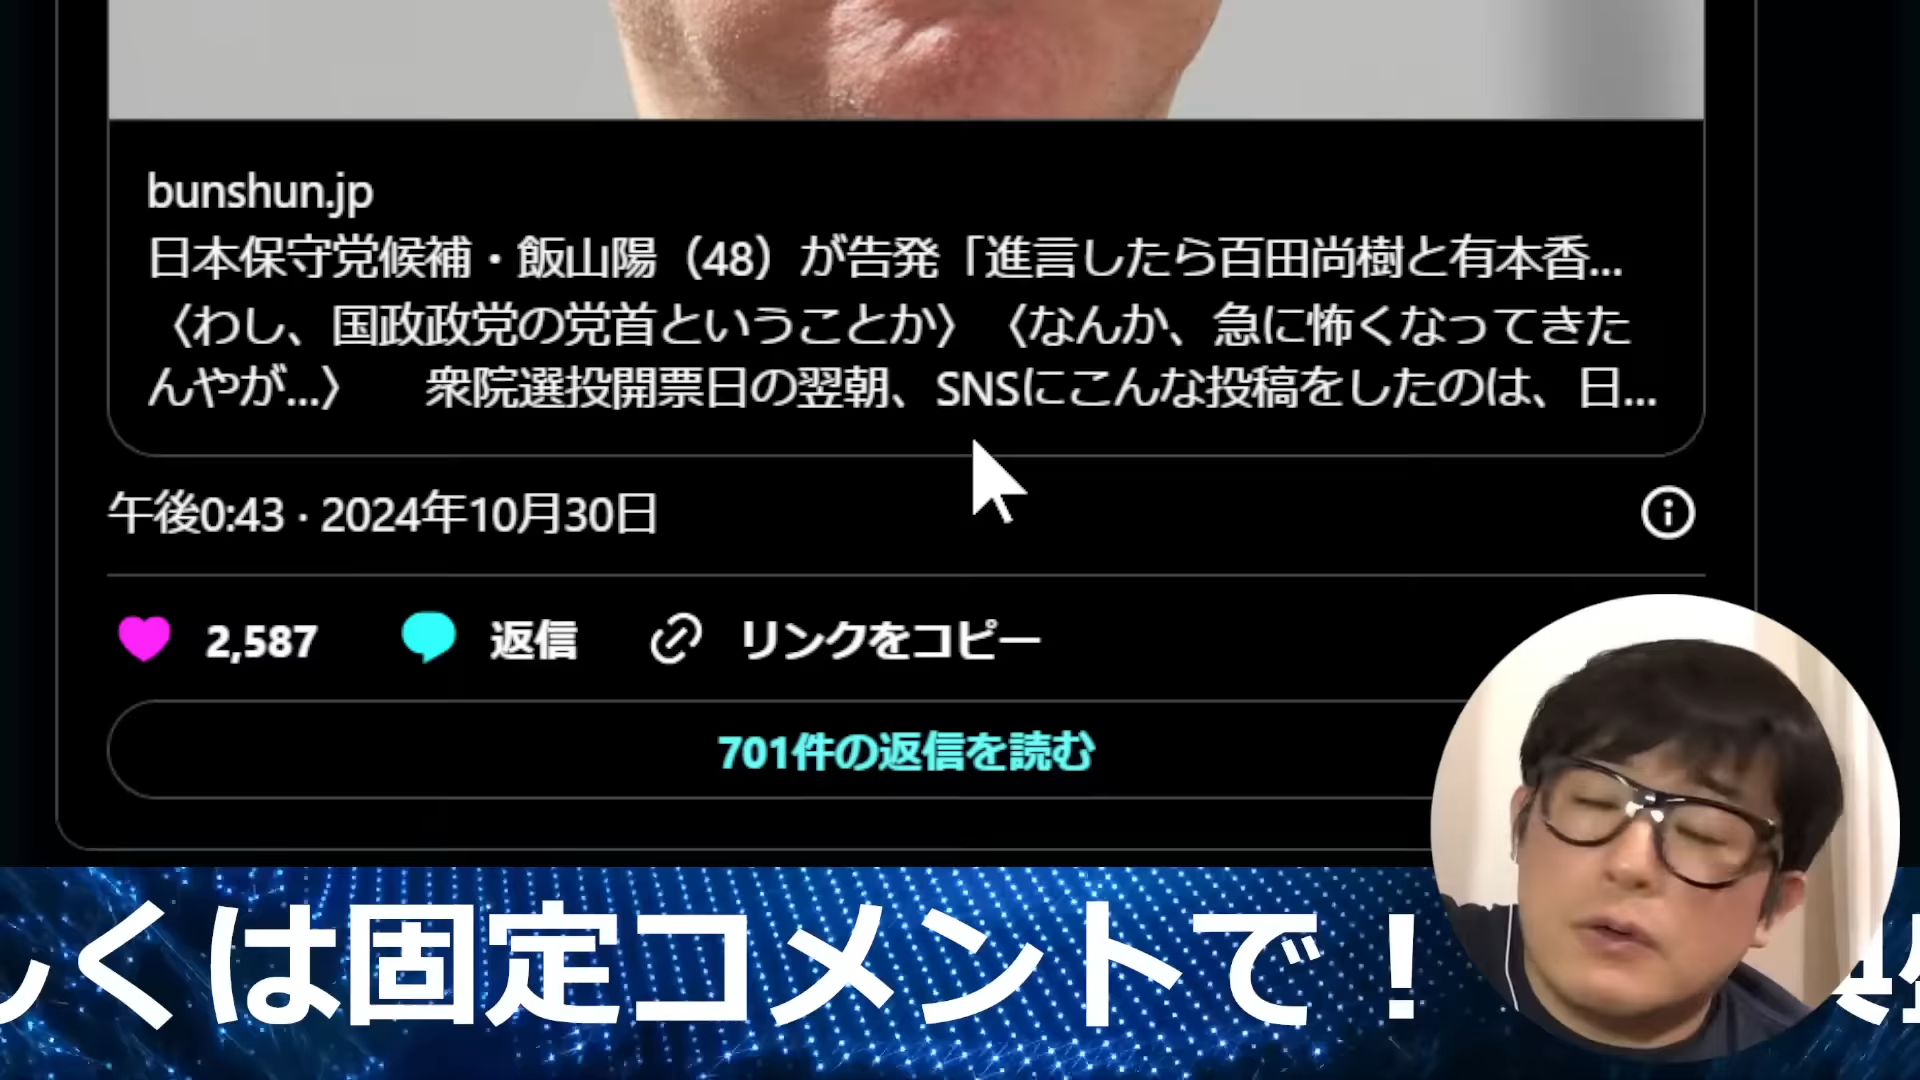 bunshun.jp
日本保守党候補・飯山陽（48）が告発「進言したら百田尚樹と有本香...
〈わし、国政政党の党首ということか〉〈なんか、急に怖くなってきた
んやが...〉　衆院選投開票日の翌朝、SNSにこんな投稿をしたのは、日...
午後0:43 · 2024年10月30日
2,587 返信 リンクをコピー
701件の返信を読む
しくは固定コメントで！